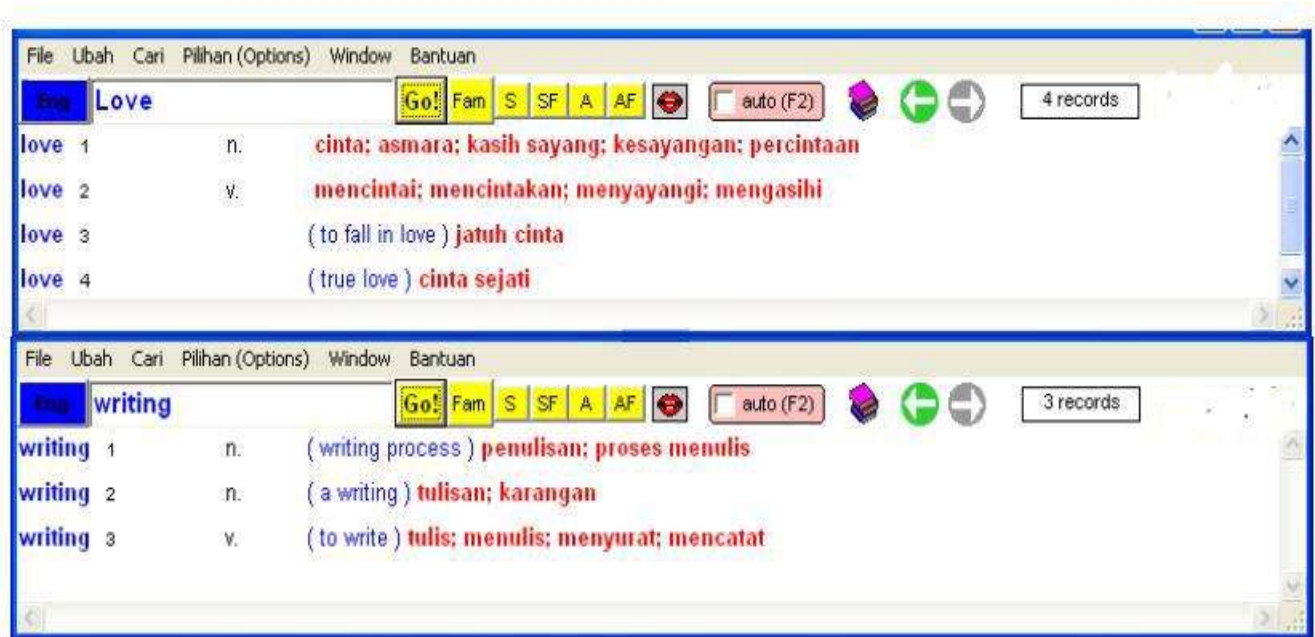 File Ubah Cari Pilihan (Options) Window Bantuan
Eng Love Go! Fam S SF A AF auto (F2) 4 records
love 1 n. cinta; asmara; kasih sayang; kesayangan; percintaan
love 2 v. mencintai; mencintakan; menyayangi; mengasihi
love 3 ( to fall in love ) jatuh cinta
love 4 ( true love ) cinta sejati
File Ubah Cari Pilihan (Options) Window Bantuan
Eng writing Go! Fam S SF A AF auto (F2) 3 records
writing 1 n. ( writing process ) penulisan; proses menulis
writing 2 n. ( a writing ) tulisan; karangan
writing 3 v. ( to write ) tulis; menulis; menyurat; mencatat